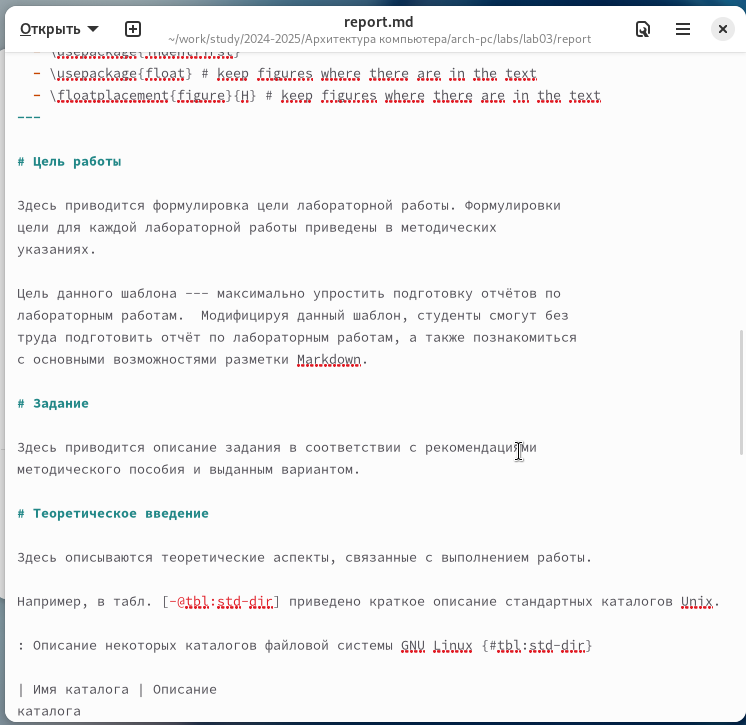 Открыть
report.md
~/work/study/2024-2025/Архитектура компьютера/arch-pc/labs/lab03/report
- \usepackage{indentfirst}
- \usepackage{float} # keep figures where there are in the text
- \floatplacement{figure}{H} # keep figures where there are in the text
---
# Цель работы
Здесь приводится формулировка цели лабораторной работы. Формулировки
цели для каждой лабораторной работы приведены в методических
указаниях.
Цель данного шаблона --- максимально упростить подготовку отчётов по
лабораторным работам.  Модифицируя данный шаблон, студенты смогут без
труда подготовить отчёт по лабораторным работам, а также познакомиться
с основными возможностями разметки Markdown.
# Задание
Здесь приводится описание задания в соответствии с рекомендациями
методического пособия и выданным вариантом.
# Теоретическое введение
Здесь описываются теоретические аспекты, связанные с выполнением работы.
Например, в табл. [-@tbl:std-dir] приведено краткое описание стандартных каталогов Unix.
: Описание некоторых каталогов файловой системы GNU Linux {#tbl:std-dir}
| Имя каталога | Описание
каталога